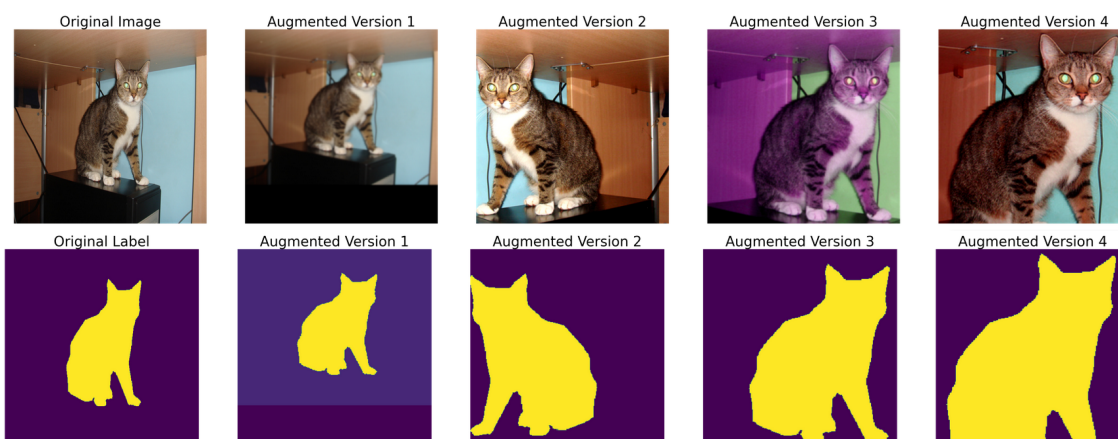 Original Image
Augmented Version 1
Augmented Version 2
Augmented Version 3
Augmented Version 4
Original Label
Augmented Version 1
Augmented Version 2
Augmented Version 3
Augmented Version 4